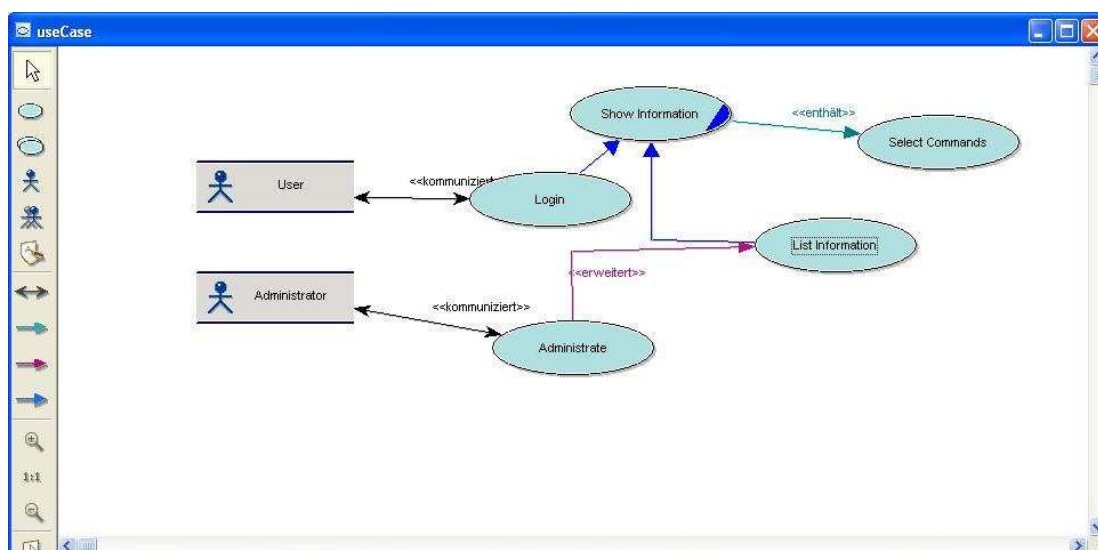 useCase
Show Information
<<enthält>>
Select Commands
User
<<kommuniziert>>
Login
List Information
<<erweitert>>
Administrator
<<kommuniziert>>
Administrate
1:1